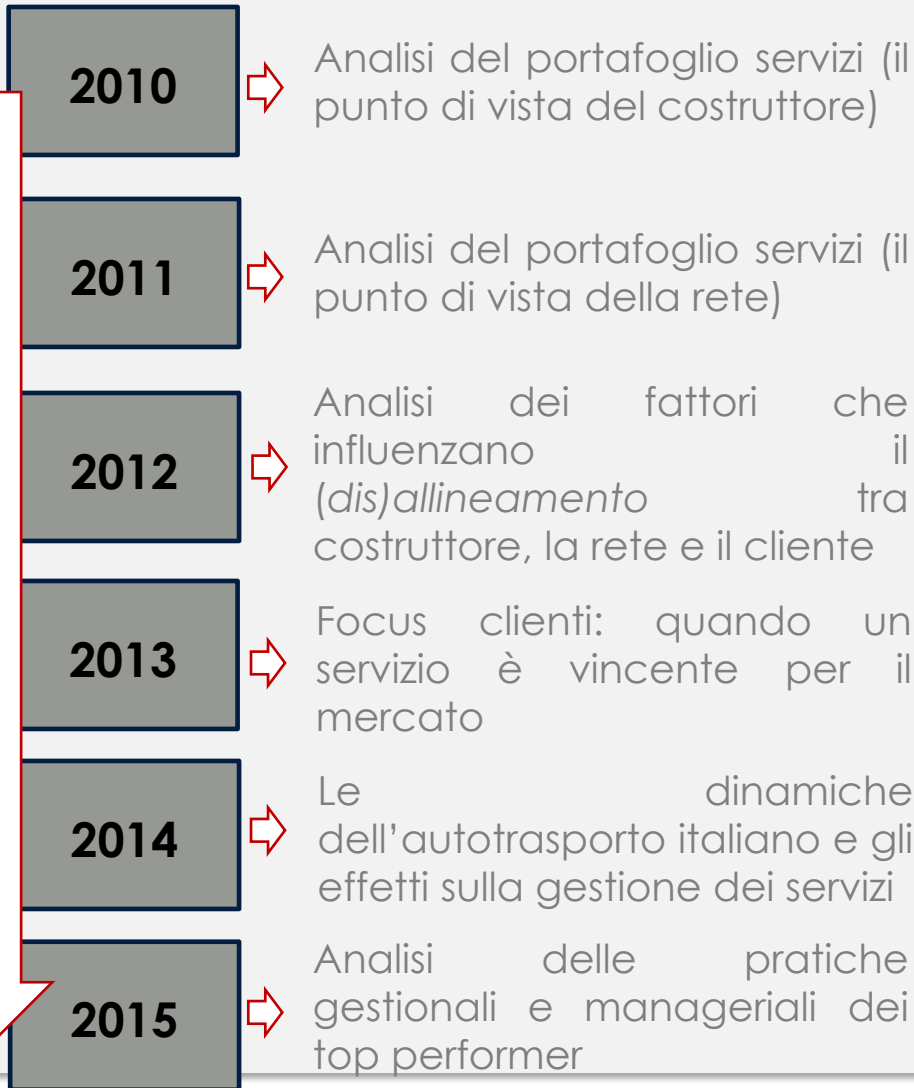 2010
Analisi del portafoglio servizi (il
punto di vista del costruttore)
2011
Analisi del portafoglio servizi (il
punto di vista della rete)
2012
Analisi dei fattori che
influenzano il
(dis)allineamento tra
costruttore, la rete e il cliente
2013
Focus clienti: quando un
servizio è vincente per il
mercato
2014
Le dinamiche
dell’autotrasporto italiano e gli
effetti sulla gestione dei servizi
2015
Analisi delle pratiche
gestionali e manageriali dei
top performer